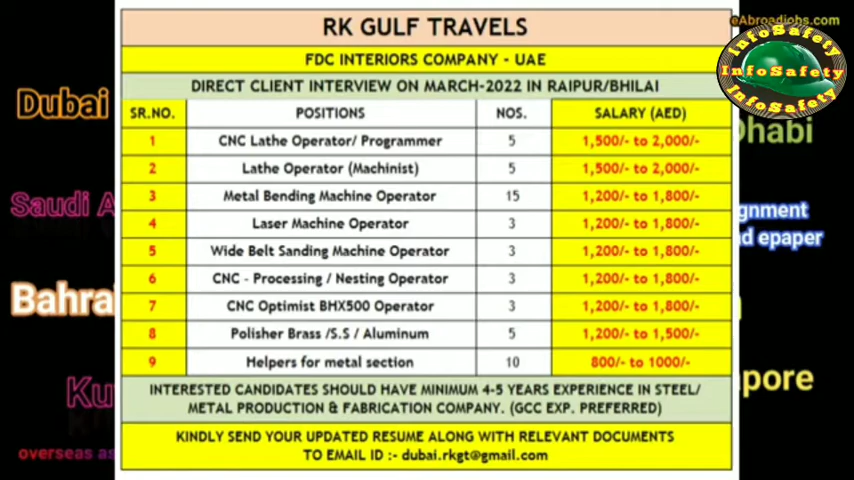 RK GULF TRAVELS
FDC INTERIORS COMPANY - UAE
DIRECT CLIENT INTERVIEW ON MARCH-2022 IN RAIPUR/BHILAI
SR.NO. POSITIONS NOS. SALARY (AED)
1 CNC Lathe Operator/ Programmer 5 1,500/- to 2,000/-
2 Lathe Operator (Machinist) 5 1,500/- to 2,000/-
3 Metal Bending Machine Operator 15 1,200/- to 1,800/-
4 Laser Machine Operator 3 1,200/- to 1,800/-
5 Wide Belt Sanding Machine Operator 3 1,200/- to 1,800/-
6 CNC - Processing / Nesting Operator 3 1,200/- to 1,800/-
7 CNC Optimist BHX500 Operator 3 1,200/- to 1,800/-
8 Polisher Brass /S.S / Aluminum 5 1,200/- to 1,500/-
9 Helpers for metal section 10 800/- to 1000/-
INTERESTED CANDIDATES SHOULD HAVE MINIMUM 4-5 YEARS EXPERIENCE IN STEEL/
METAL PRODUCTION & FABRICATION COMPANY. (GCC EXP. PREFERRED)
KINDLY SEND YOUR UPDATED RESUME ALONG WITH RELEVANT DOCUMENTS
TO EMAIL ID :- dubai.rkgt@gmail.com
eAbroadjobs.com
InfoSafety
InfoSafety
InfoSafety
Dubai
Saudi A
Bahra
Ku
overseas as
Dhabi
gnment
d epaper
pore